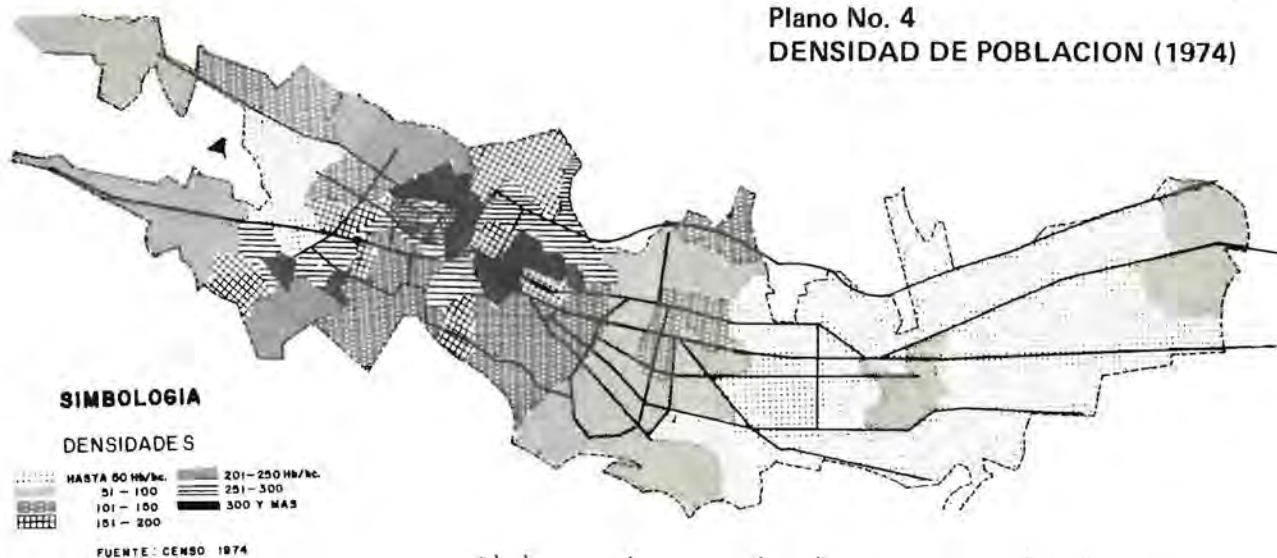 Plano No. 4
DENSIDAD DE POBLACION (1974)
SIMBOLOGIA
DENSIDADES
HASTA 50 Hb/hc.
51 - 100
101 - 150
151 - 200
201 - 250 Hb/hc.
251 - 300
300 Y MAS
FUENTE: CENSO 1974